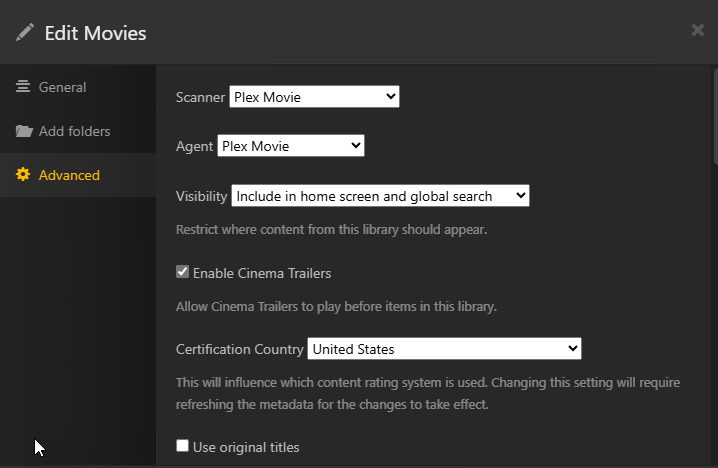 Edit Movies
General
Add folders
Advanced
Scanner Plex Movie
Agent Plex Movie
Visibility Include in home screen and global search
Restrict where content from this library should appear.
Enable Cinema Trailers
Allow Cinema Trailers to play before items in this library.
Certification Country United States
This will influence which content rating system is used. Changing this setting will require
refreshing the metadata for the changes to take effect.
Use original titles